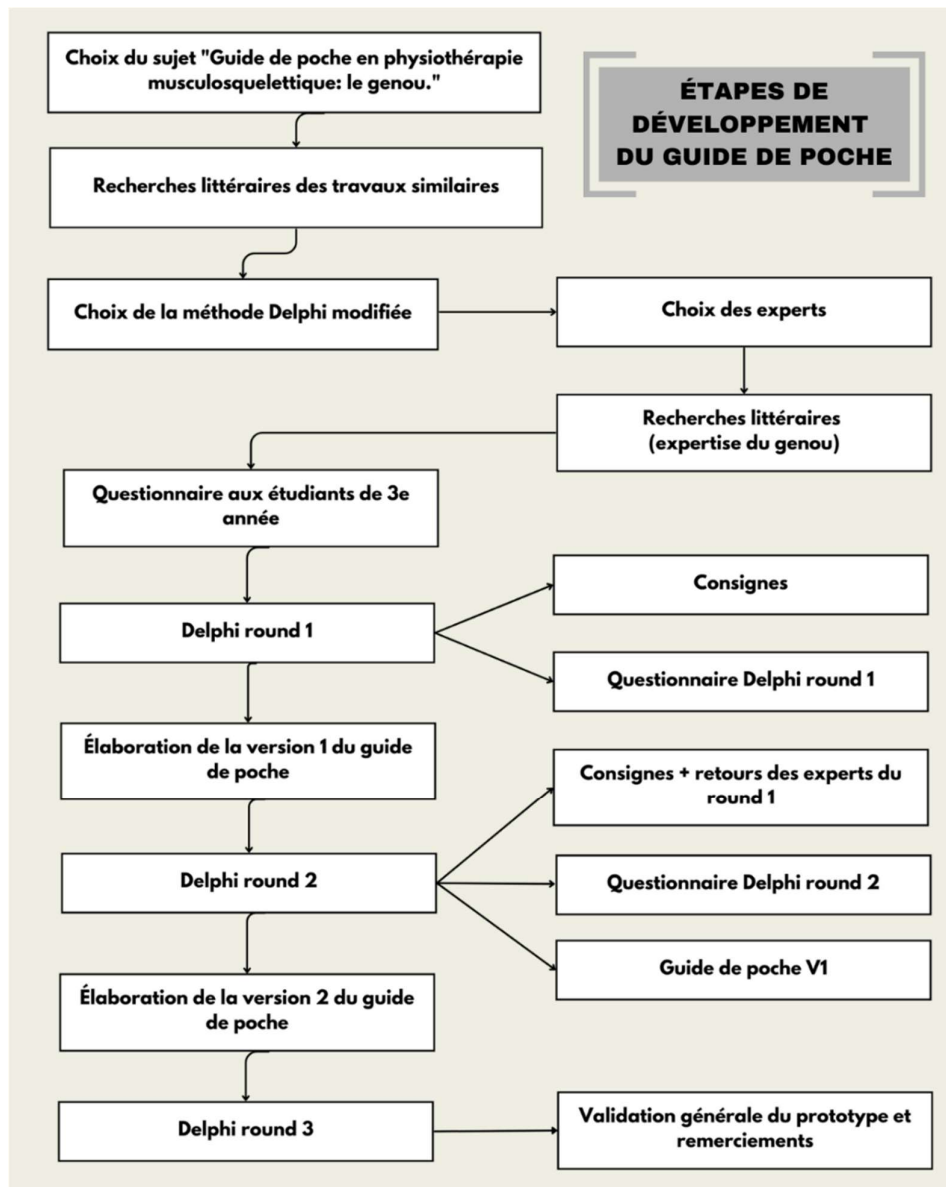 Choix du sujet "Guide de poche en physiothérapie
musculosquelettique: le genou."
ÉTAPES DE
DÉVELOPPEMENT
DU GUIDE DE POCHE
Recherches littéraires des travaux similaires
Choix de la méthode Delphi modifiée
Choix des experts
Recherches littéraires
(expertise du genou)
Questionnaire aux étudiants de 3e
année
Delphi round 1
Consignes
Questionnaire Delphi round 1
Élaboration de la version 1 du guide
de poche
Delphi round 2
Consignes + retours des experts du
round 1
Questionnaire Delphi round 2
Guide de poche V1
Élaboration de la version 2 du guide
de poche
Delphi round 3
Validation générale du prototype et
remerciements